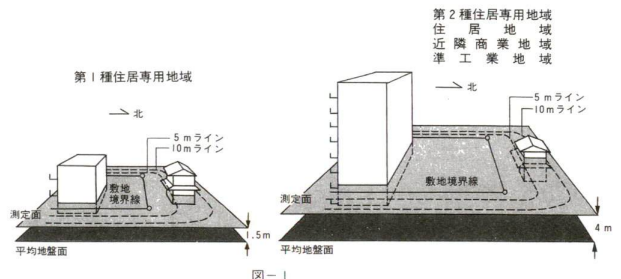 第1種住居専用地域
北
5mライン
10mライン
敷地
境界線
測定面
1.5m
平均地盤面
第2種住居専用地域
住居地域
近隣商業地域
準工業地域
北
5mライン
10mライン
敷地境界線
測定面
4m
平均地盤面
図-1